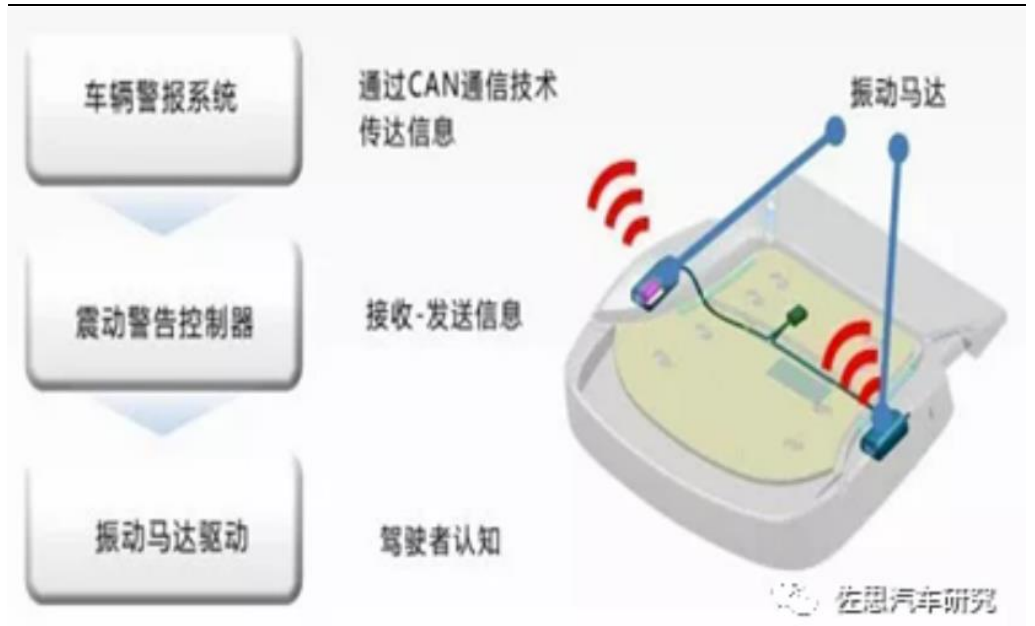 车辆警报系统
通过CAN通信技术
传达信息
振动马达
震动警告控制器
接收-发送信息
振动马达驱动
驾驶者认知
佐思汽车研究